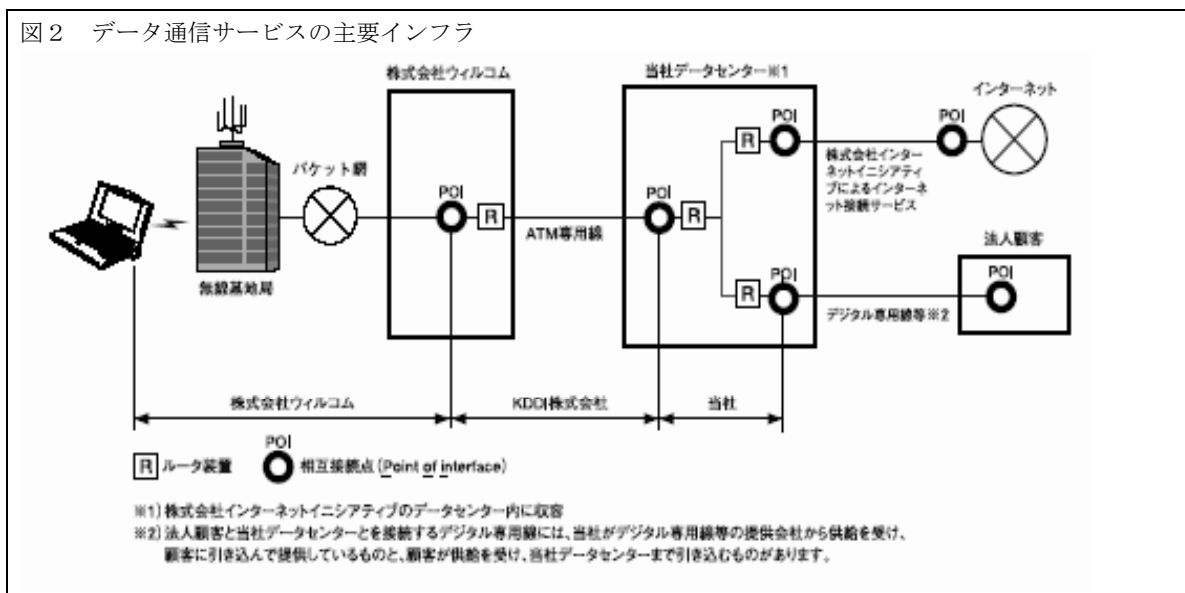 図2 データ通信サービスの主要インフラ
株式会社ウィルコム
当社データセンター※1
インターネット
POI
POI
R
パケット網
株式会社インター
ネットイニシアティ
ブによるインターネ
ット接続サービス
POI
R
ATM専用線
POI
R
法人顧客
POI
無線基地局
R
POI
デジタル専用線等※2
株式会社ウィルコム
KDDI株式会社
当社
R ルータ装置
POI
相互接続点(Point of interface)
※1)株式会社インターネットイニシアティブのデータセンター内に収容
※2)法人顧客と当社データセンターとを接続するデジタル専用線には、当社がデジタル専用線等の提供会社から供給を受け、
顧客に引き込んで提供しているものと、顧客が供給を受け、当社データセンターまで引き込むものがあります。